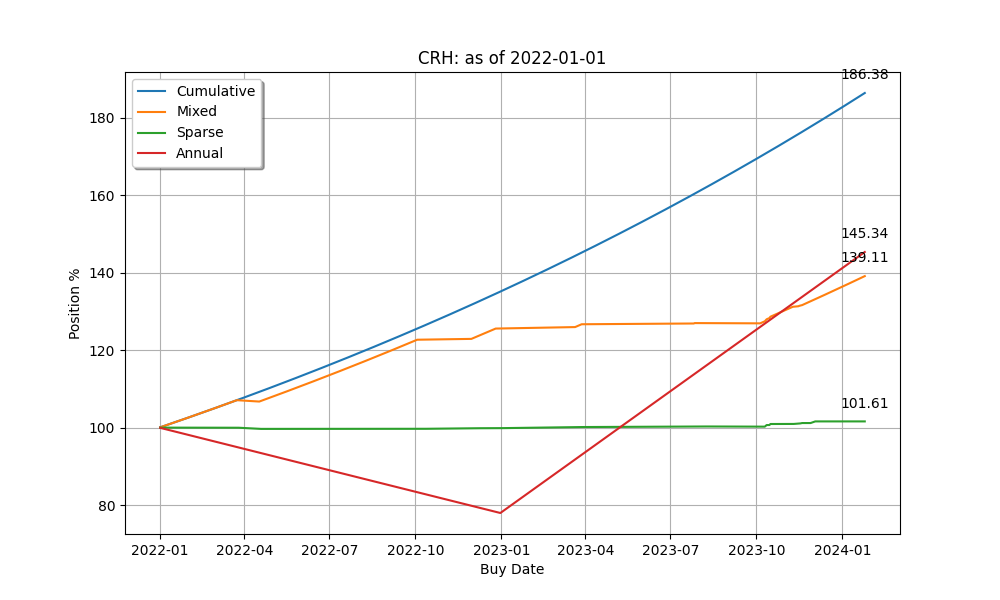 CRH: as of 2022-01-01
186.38
Cumulative
Mixed
Sparse
Annual
180
160
145.34
139.11
140
120
101.61
100
80
Position %
2022-01 2022-04 2022-07 2022-10 2023-01 2023-04 2023-07 2023-10 2024-01
Buy Date